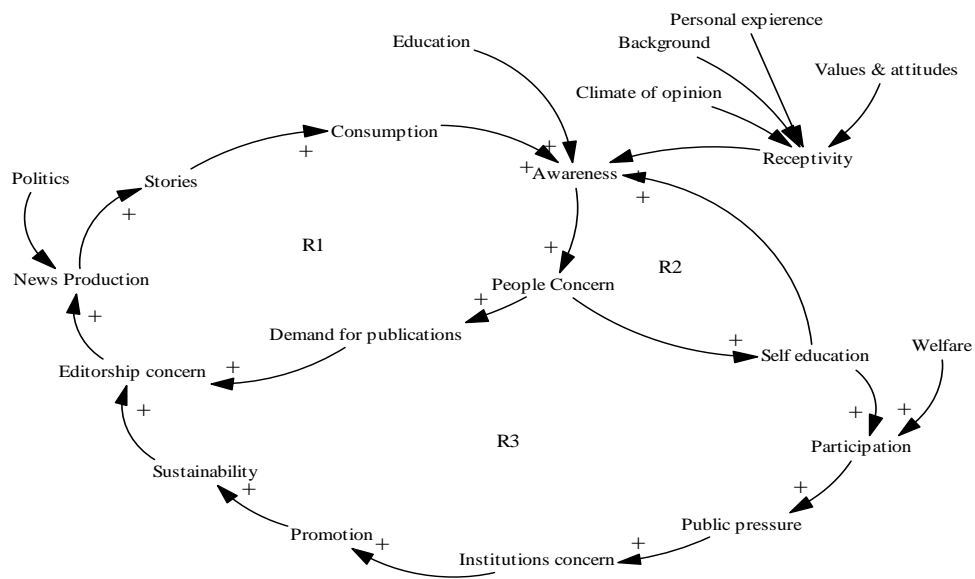 Personal expierence
Education
Background
Values & attitudes
Climate of opinion
Consumption
+
+
+
Receptivity
Politics
Stories
Awareness
+
+
+
+
R1
+
R2
News Production
People Concern
+
+
Demand for publications
+
+
Welfare
Self education
Editorship concern
+
+
+
R3
Participation
Sustainability
+
+
Public pressure
Promotion
+
+
Institutions concern